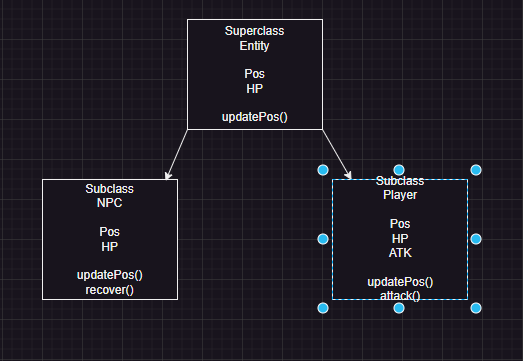 Superclass
Entity
Pos
HP
updatePos()
Subclass
NPC
Pos
HP
updatePos()
recover()
Subclass
Player
Pos
HP
ATK
updatePos()
attack()